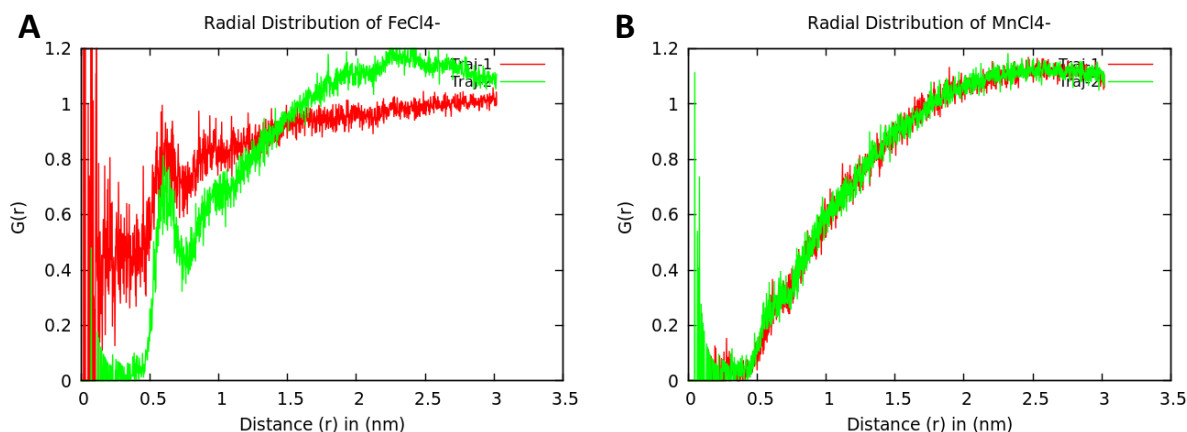 A
Radial Distribution of FeCl4-
1.2
1
0.8
0.6
0.4
0.2
0
G(r)
Traj-1
Traj-2
0 0.5 1 1.5 2 2.5 3 3.5
Distance (r) in (nm)
B
Radial Distribution of MnCl4-
1.2
1
0.8
0.6
0.4
0.2
0
G(r)
Traj-1
Traj-2
0 0.5 1 1.5 2 2.5 3 3.5
Distance (r) in (nm)